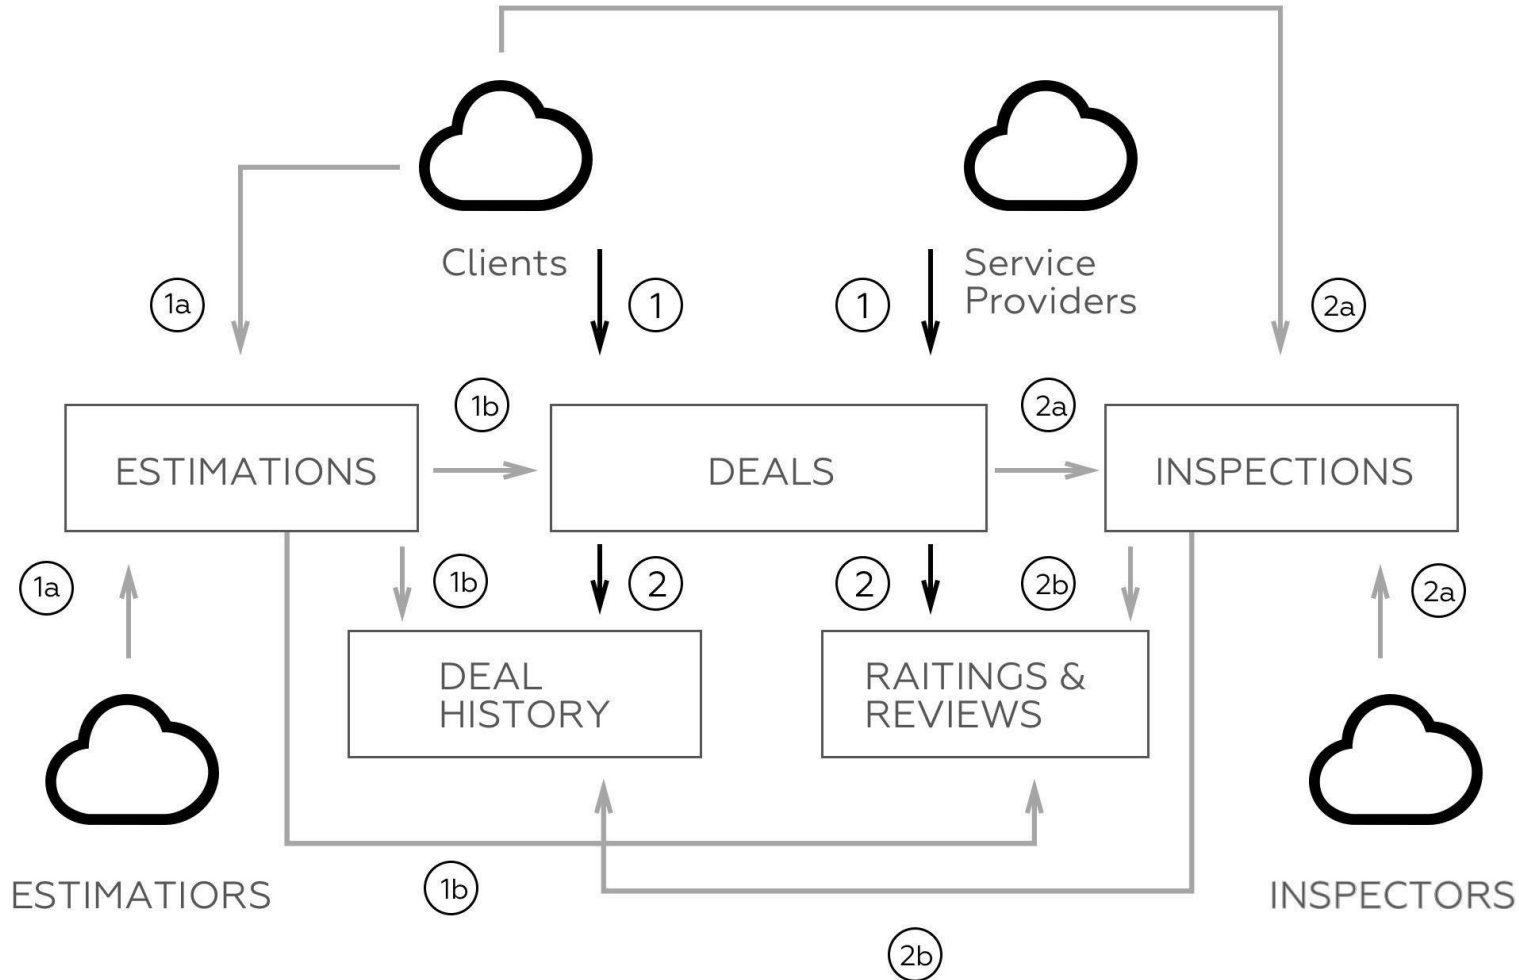 Clients
Service
Providers
1a
1
1
2a
1b
2a
ESTIMATIONS
DEALS
INSPECTIONS
1a
1b
2
2
2b
2a
DEAL
HISTORY
RAITINGS &
REVIEWS
ESTIMATIORS
1b
INSPECTORS
2b